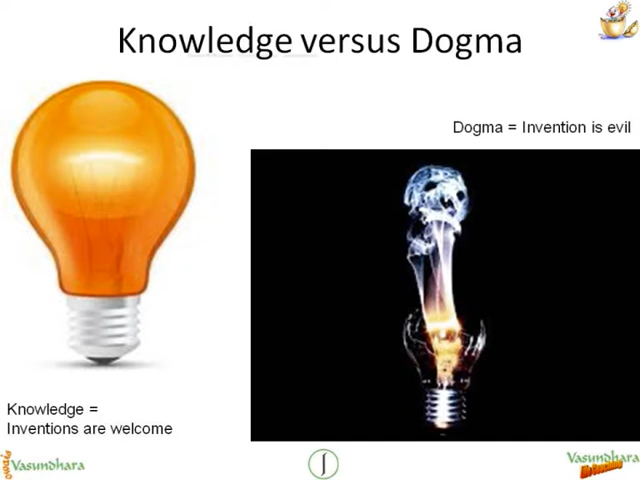 Knowledge versus Dogma
Dogma = Invention is evil
Knowledge =
Inventions are welcome
Vasundhara
Vasundhara